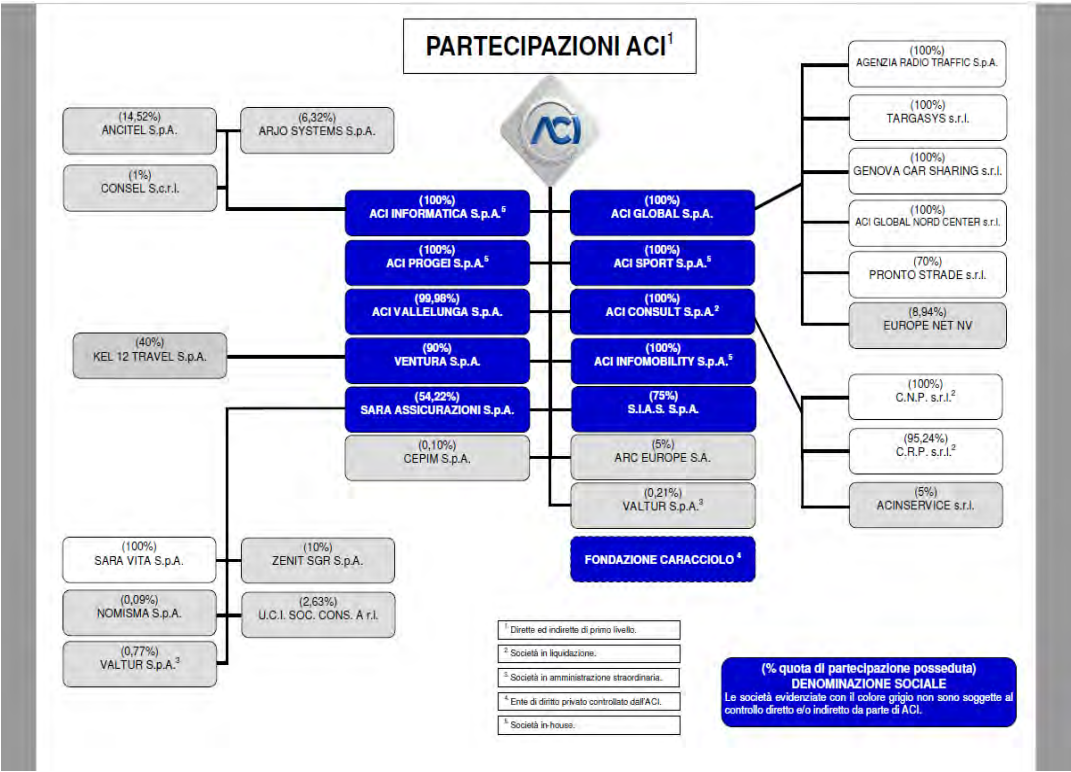 PARTECIPAZIONI ACI¹
ACI
(14,52%)
ANCITEL S.p.A.
(6,32%)
ARJO SYSTEMS S.p.A.
(1%)
CONSEL S.c.r.l.
(100%)
ACI INFORMATICA S.p.A.⁵
(100%)
ACI GLOBAL S.p.A.
(100%)
ACI PROGEI S.p.A.⁵
(100%)
ACI SPORT S.p.A.⁵
(99,98%)
ACI VALLELUNGA S.p.A.
(100%)
ACI CONSULT S.p.A.²
(40%)
KEL 12 TRAVEL S.p.A.
(90%)
VENTURA S.p.A.
(100%)
ACI INFOMOBILITY S.p.A.⁵
(54,22%)
SARA ASSICURAZIONI S.p.A.
(75%)
S.I.A.S. S.p.A.
(0,10%)
CEPIM S.p.A.
(5%)
ARC EUROPE S.A.
(0,21%)
VALTUR S.p.A.³
FONDAZIONE CARACCIOLO ⁴
(100%)
AGENZIA RADIO TRAFFIC S.p.A.
(100%)
TARGASYS s.r.l.
(100%)
GENOVA CAR SHARING s.r.l.
(100%)
ACI GLOBAL NORD CENTER s.r.l.
(70%)
PRONTO STRADE s.r.l.
(6,94%)
EUROPE NET NV
(100%)
C.N.P. s.r.l.²
(95,24%)
C.R.P. s.r.l.²
(5%)
ACINSERVICE s.r.l.
(100%)
SARA VITA S.p.A.
(10%)
ZENIT SGR S.p.A.
(0,09%)
NOMISMA S.p.A.
(2,63%)
U.C.I. SOC. CONS. A r.l.
(0,77%)
VALTUR S.p.A.³
¹ Dirette ed indirette di primo livello.
² Società in liquidazione.
³ Società in amministrazione straordinaria.
⁴ Ente di diritto privato controllato dall'ACI.
⁵ Società in-house.
(% quota di partecipazione posseduta)
DENOMINAZIONE SOCIALE
Le società evidenziate con il colore grigio non sono soggette al
controllo diretto e/o indiretto da parte di ACI.